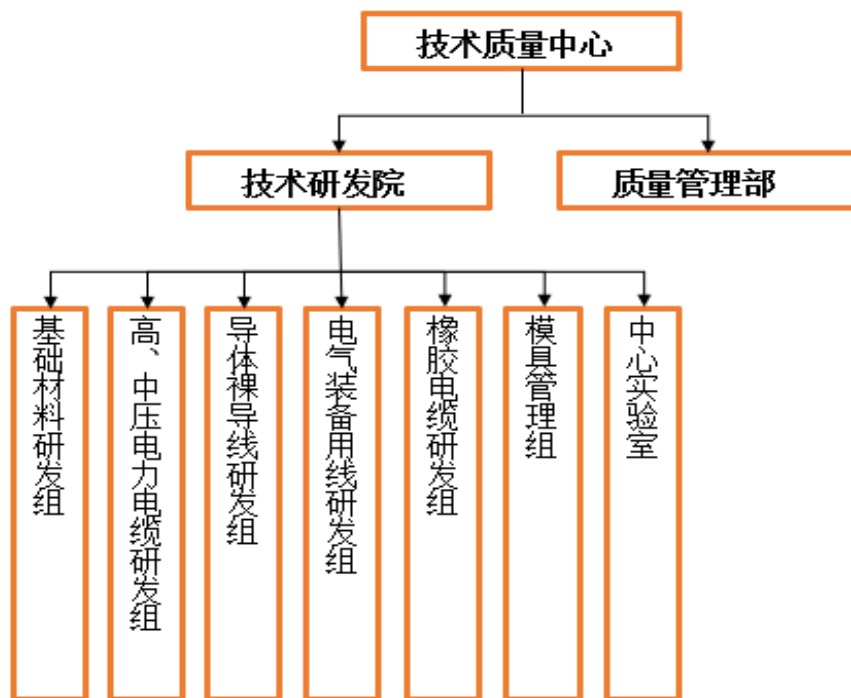 技术质量中心
技术研发院
质量管理部
基础材料研发组
高、中压电力电缆研发组
导体裸导线研发组
电气装备用线研发组
橡胶电缆研发组
模具管理组
中心实验室